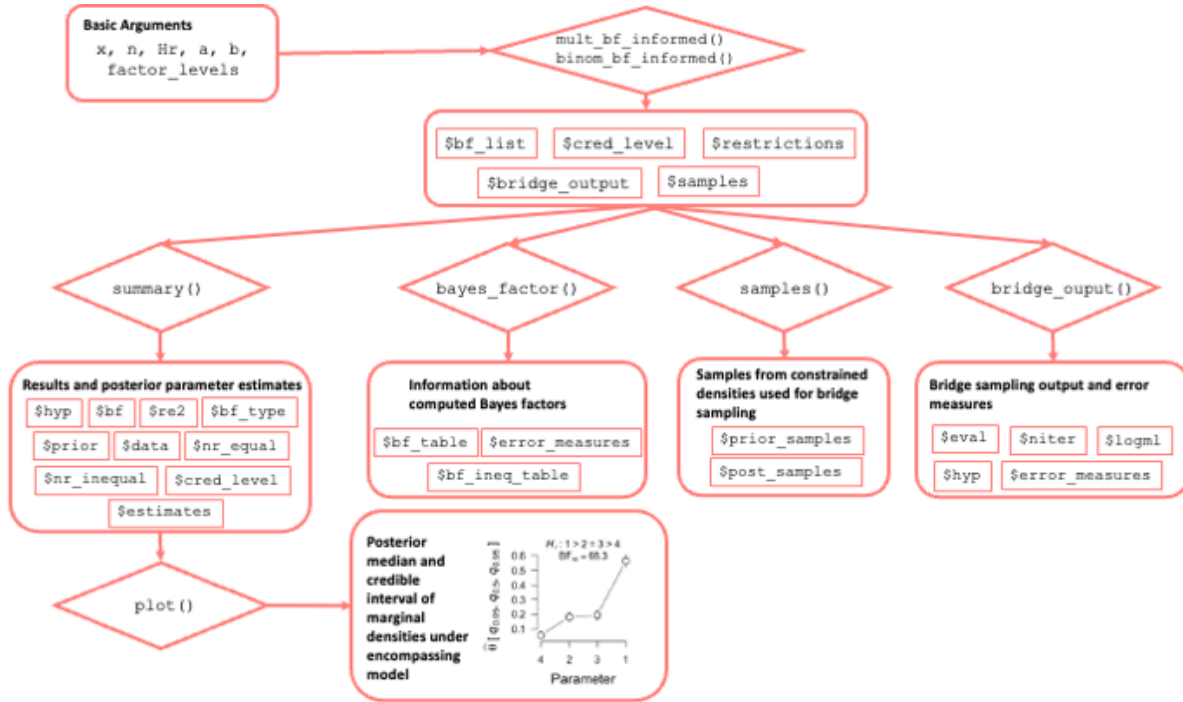 Basic Arguments
x, n, Hr, a, b,
factor_levels
mult_bf_informed()
binom_bf_informed()
$bf_list
$cred_level
$restrictions
$bridge_output
$samples
summary()
bayes_factor()
samples()
bridge_ouput()
Results and posterior parameter estimates
$hyp
$bf
$re2
$bf_type
$prior
$data
$nr_equal
$nr_inequal
$cred_level
$estimates
Information about
computed Bayes factors
$bf_table
$error_measures
$bf_ineq_table
Samples from constrained
densities used for bridge
sampling
$prior_samples
$post_samples
Bridge sampling output and error
measures
$eval
$niter
$logml
$hyp
$error_measures
plot()
Posterior
median and
credible
interval of
marginal
densities under
encompassing
model
0.6
0.5
0.4
0.3
0.2
0.1
4 2 3 1
Parameter